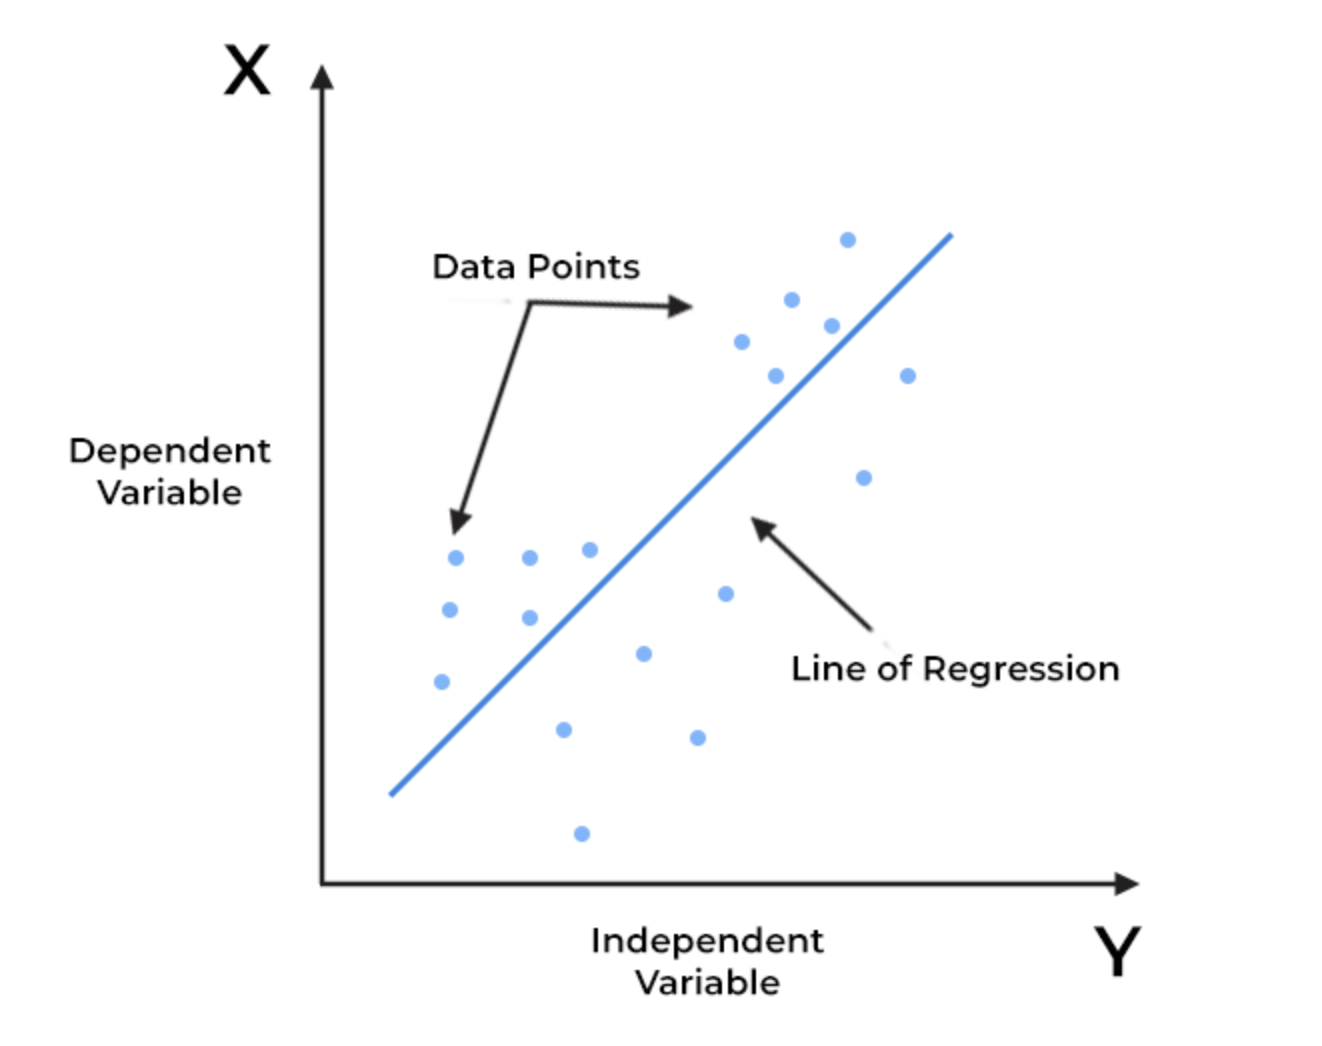 X
Data Points
Dependent
Variable
Line of Regression
Independent
Variable
Y